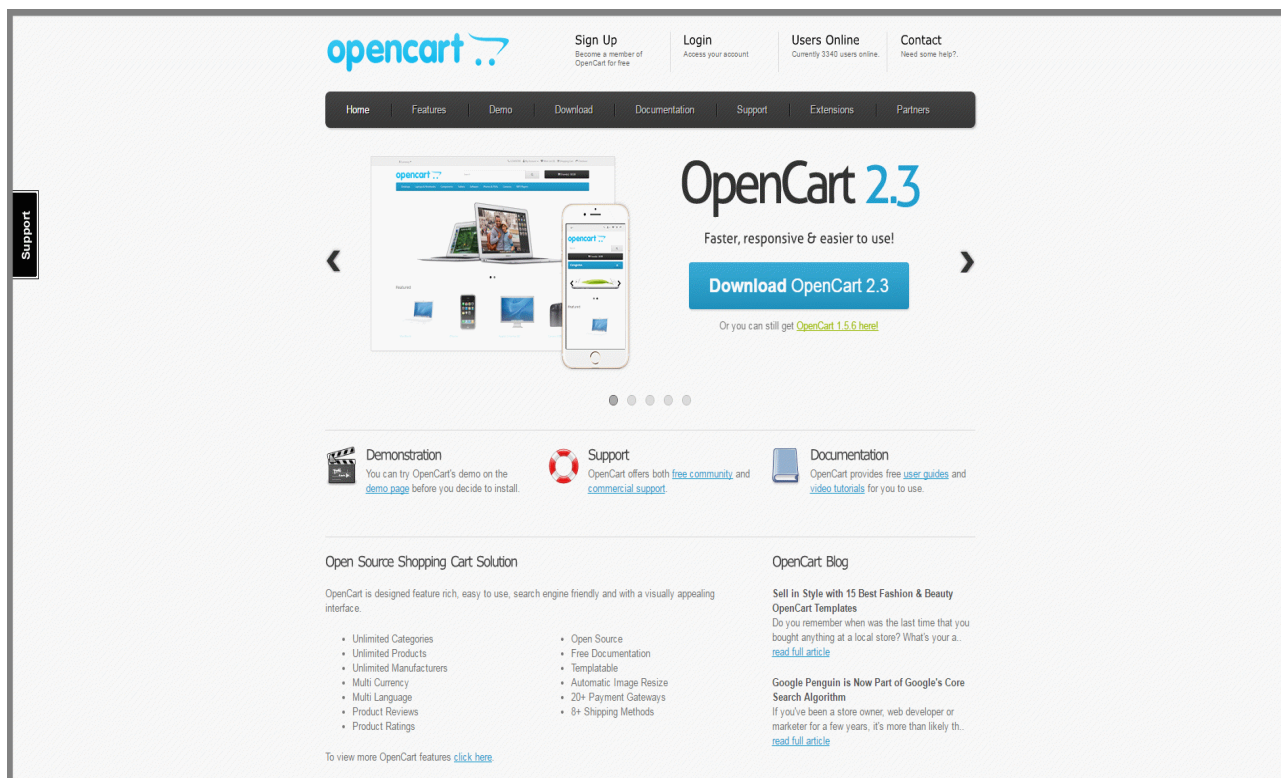 opencart
Sign Up
Become a member of
OpenCart for free
Login
Access your account
Users Online
Currently 3340 users online.
Contact
Need some help?.
Home
Features
Demo
Download
Documentation
Support
Extensions
Partners
Support
opencart
opencart
Featured
OpenCart 2.3
Faster, responsive & easier to use!
Download OpenCart 2.3
Or you can still get OpenCart 1.5.6 here!
Demonstration
You can try OpenCart's demo on the
demo page before you decide to install.
Support
OpenCart offers both free community and
commercial support.
Documentation
OpenCart provides free user guides and
video tutorials for you to use.
Open Source Shopping Cart Solution
OpenCart is designed feature rich, easy to use, search engine friendly and with a visually appealing
interface.
Unlimited Categories
Unlimited Products
Unlimited Manufacturers
Multi Currency
Multi Language
Product Reviews
Product Ratings
Open Source
Free Documentation
Templatable
Automatic Image Resize
20+ Payment Gateways
8+ Shipping Methods
To view more OpenCart features click here.
OpenCart Blog
Sell in Style with 15 Best Fashion & Beauty
OpenCart Templates
Do you remember when was the last time that you
bought anything at a local store? What's your a..
read full article
Google Penguin is Now Part of Google's Core
Search Algorithm
If you've been a store owner, web developer or
marketer for a few years, it's more than likely th..
read full article